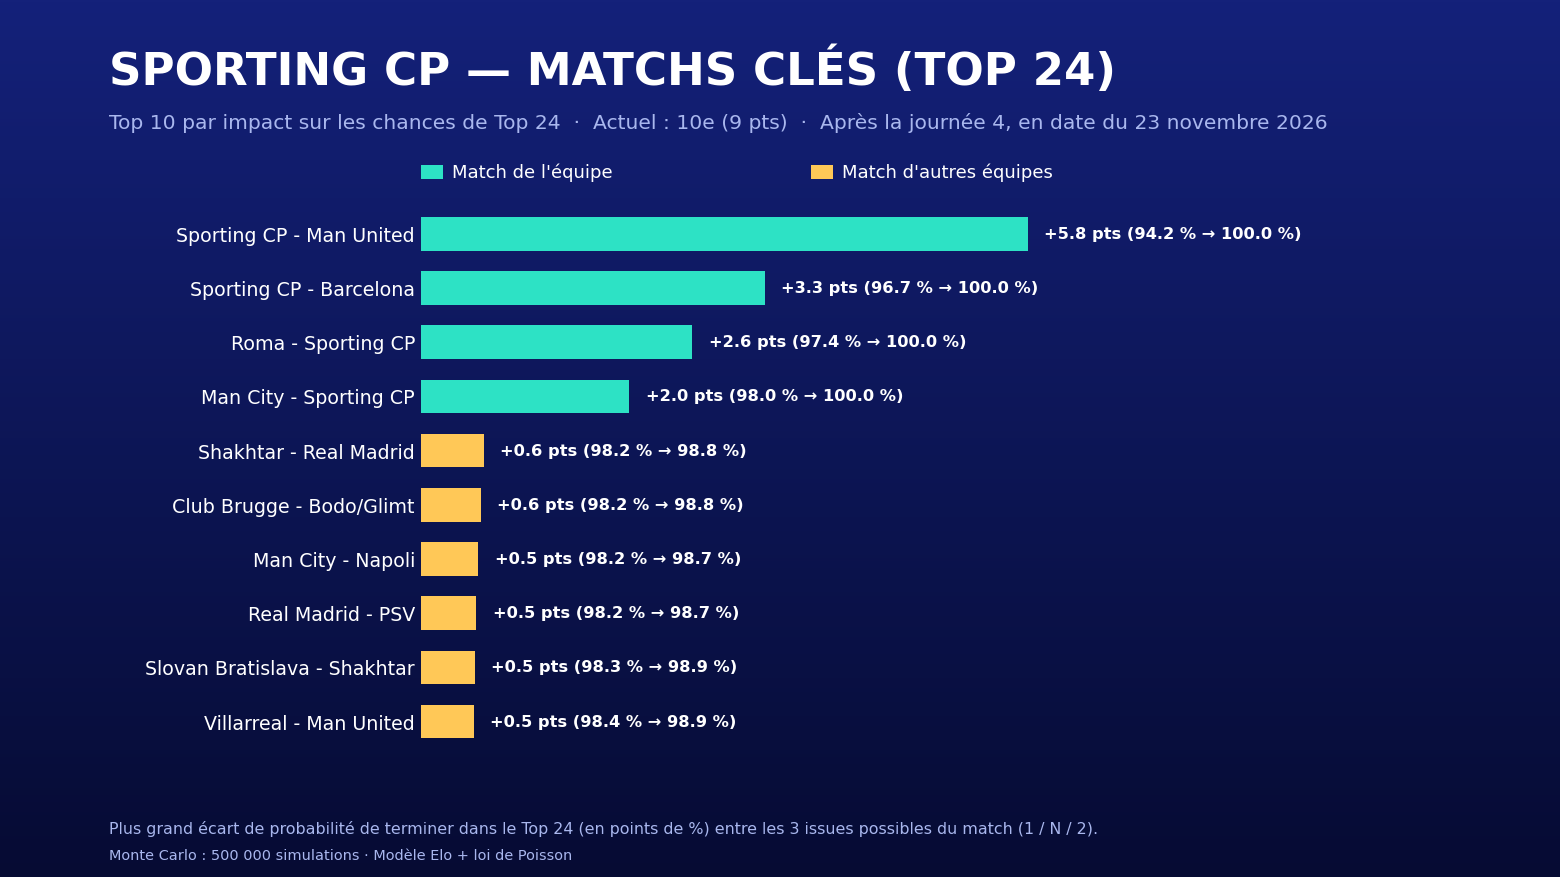 SPORTING CP — MATCHS CLÉS (TOP 24)
Top 10 par impact sur les chances de Top 24 · Actuel : 10e (9 pts) · Après la journée 4, en date du 23 novembre 2026
Match de l'équipe
Match d'autres équipes
Sporting CP - Man United +5.8 pts (94.2 % → 100.0 %)
Sporting CP - Barcelona +3.3 pts (96.7 % → 100.0 %)
Roma - Sporting CP +2.6 pts (97.4 % → 100.0 %)
Man City - Sporting CP +2.0 pts (98.0 % → 100.0 %)
Shakhtar - Real Madrid +0.6 pts (98.2 % → 98.8 %)
Club Brugge - Bodo/Glimt +0.6 pts (98.2 % → 98.8 %)
Man City - Napoli +0.5 pts (98.2 % → 98.7 %)
Real Madrid - PSV +0.5 pts (98.2 % → 98.7 %)
Slovan Bratislava - Shakhtar +0.5 pts (98.3 % → 98.9 %)
Villarreal - Man United +0.5 pts (98.4 % → 98.9 %)
Plus grand écart de probabilité de terminer dans le Top 24 (en points de %) entre les 3 issues possibles du match (1 / N / 2).
Monte Carlo : 500 000 simulations · Modèle Elo + loi de Poisson